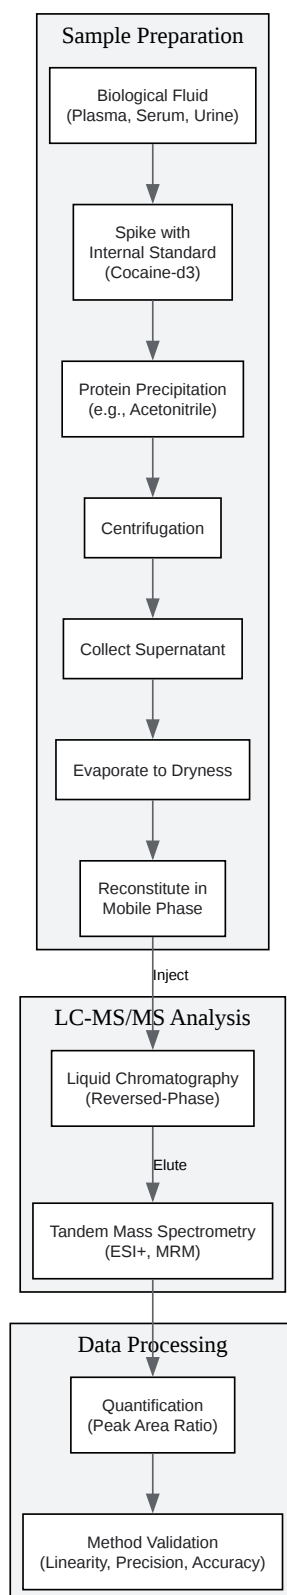 Sample Preparation
Biological Fluid
(Plasma, Serum, Urine)
Spike with
Internal Standard
(Cocaine-d3)
Protein Precipitation
(e.g., Acetonitrile)
Centrifugation
Collect Supernatant
Evaporate to Dryness
Reconstitute in
Mobile Phase
Inject
LC-MS/MS Analysis
Liquid Chromatography
(Reversed-Phase)
Elute
Tandem Mass Spectrometry
(ESI+, MRM)
Data Processing
Quantification
(Peak Area Ratio)
Method Validation
(Linearity, Precision, Accuracy)